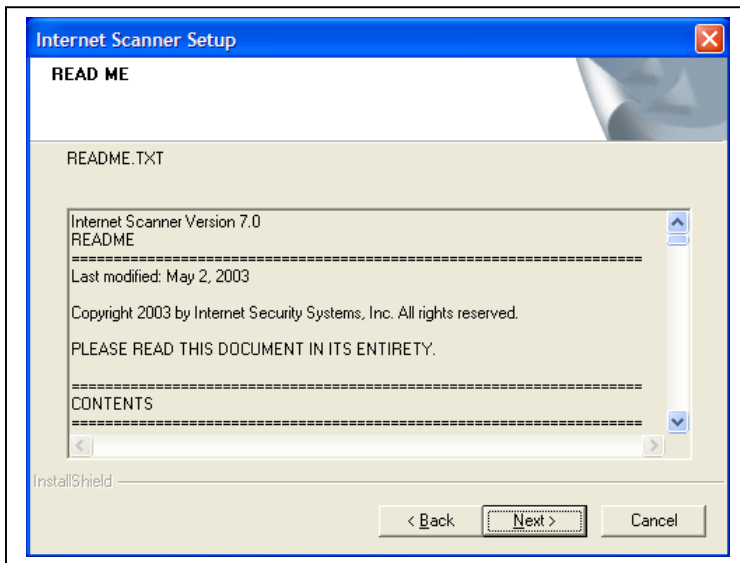 Internet Scanner Setup
READ ME
README.TXT
Internet Scanner Version 7.0
README
====================================================================
Last modified: May 2, 2003
Copyright 2003 by Internet Security Systems, Inc. All rights reserved.
PLEASE READ THIS DOCUMENT IN ITS ENTIRETY.
====================================================================
CONTENTS
====================================================================
InstallShield
< Back
Next >
Cancel